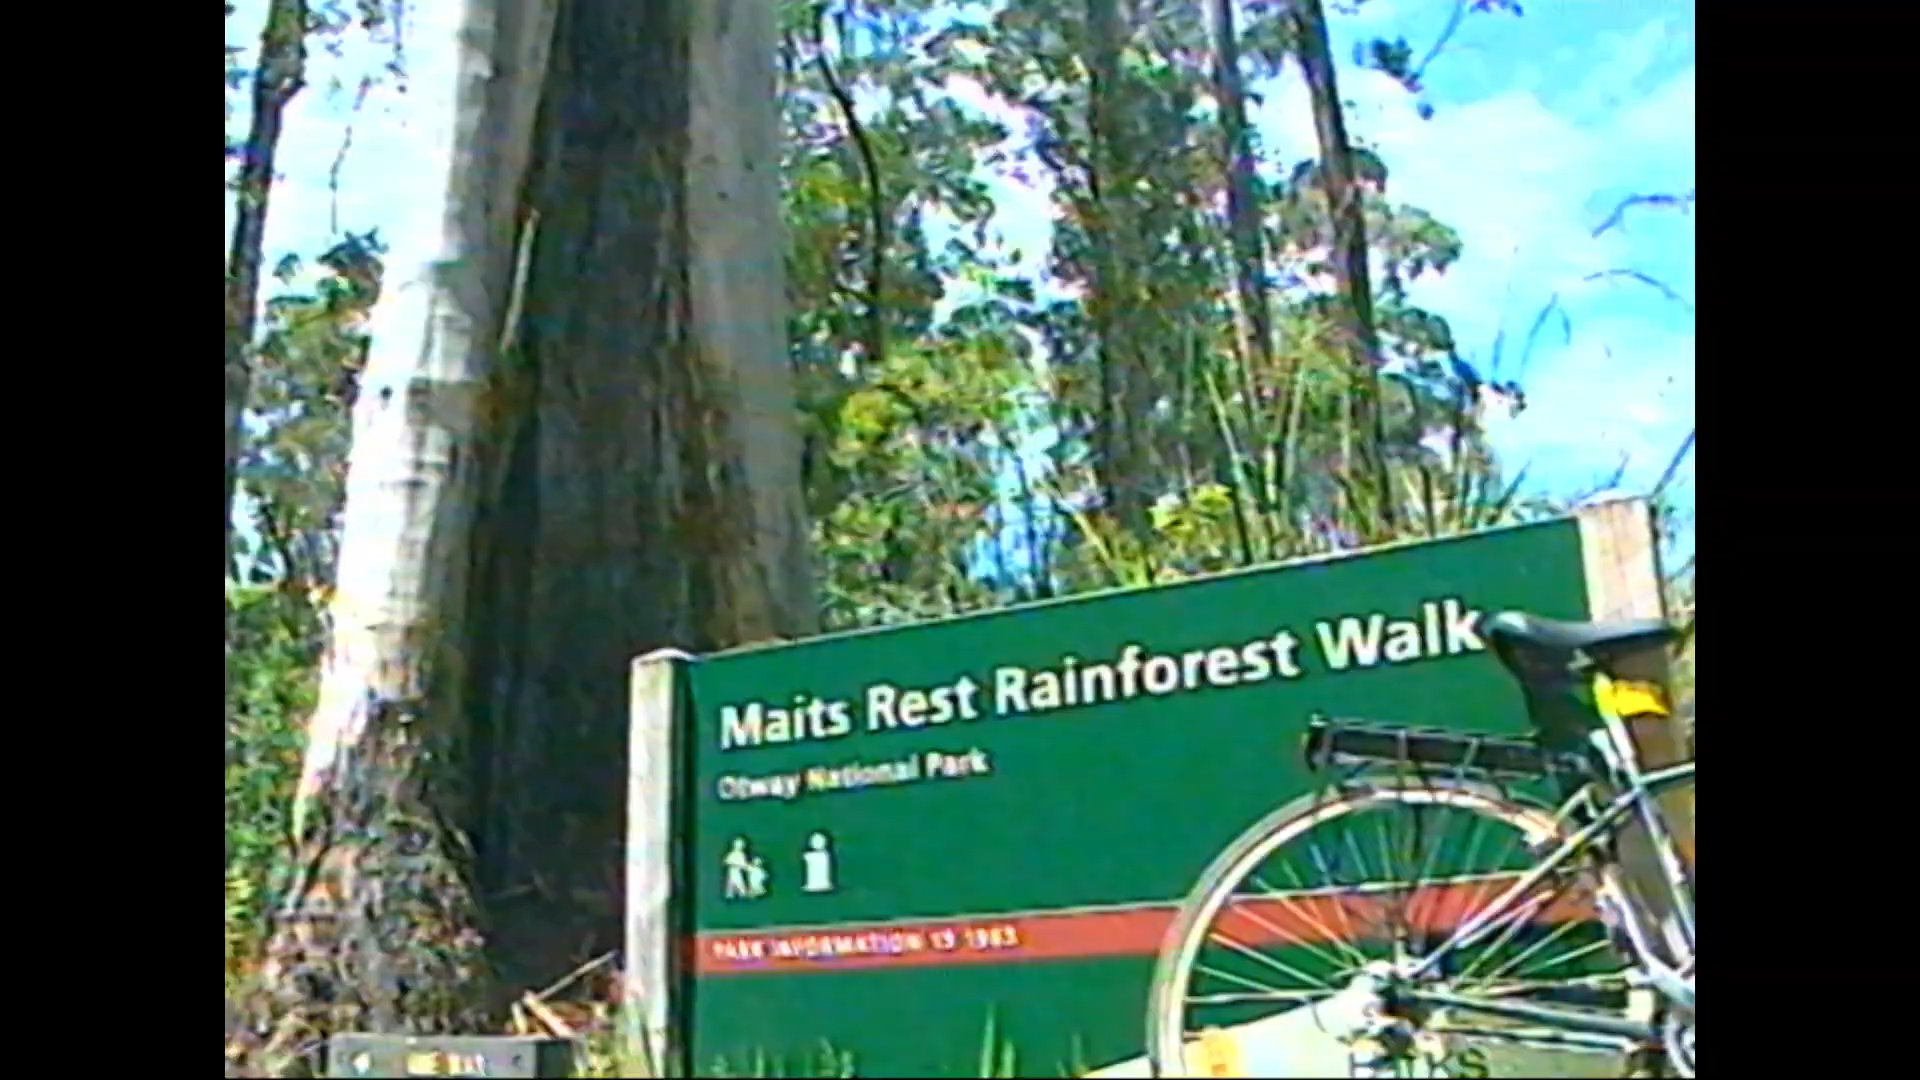 Maits Rest Rainforest Walk
Otway National Park
PARK INFORMATION 13 1963